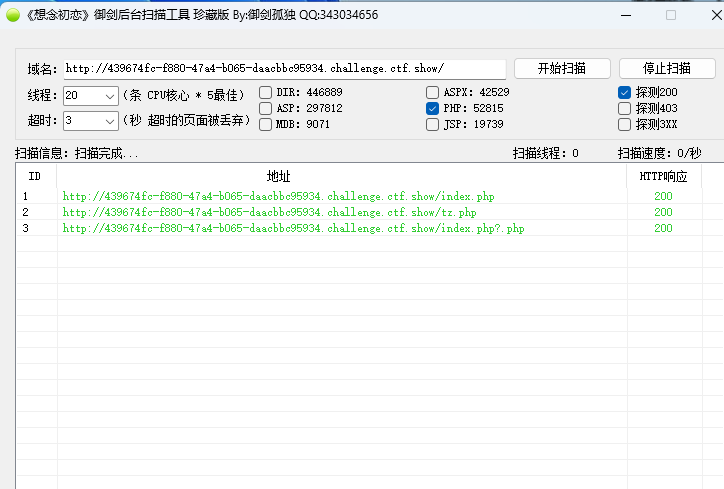 《想念初恋》御剑后台扫描工具 珍藏版 By:御剑孤独 QQ:343034656
域名: http://439674fc-f880-47a4-b065-daacbbc95934.challenge.ctf.show/ 开始扫描 停止扫描
线程: 20 (条 CPU核心 * 5最佳) DIR: 446889 ASPX: 42529 探测200
ASP: 297812 PHP: 52815 探测403
超时: 3 (秒 超时的页面被丢弃) MDB: 9071 JSP: 19739 探测3XX
扫描信息: 扫描完成... 扫描线程: 0 扫描速度: 0/秒
ID 地址 HTTP响应
1 http://439674fc-f880-47a4-b065-daacbbc95934.challenge.ctf.show/index.php 200
2 http://439674fc-f880-47a4-b065-daacbbc95934.challenge.ctf.show/tz.php 200
3 http://439674fc-f880-47a4-b065-daacbbc95934.challenge.ctf.show/index.php?.php 200